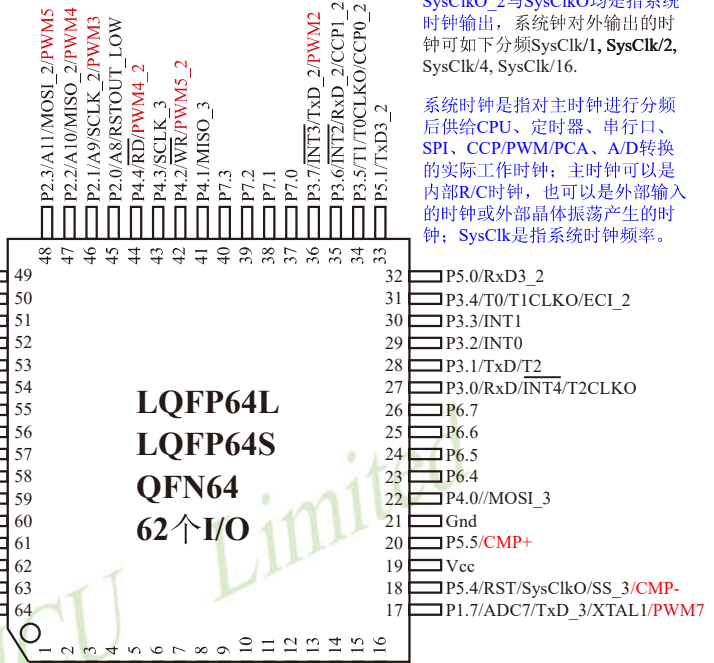 SysClkO_2与SysClkO均是指系统
时钟输出，系统钟对外输出的时
钟可如下分频SysClk/1, SysClk/2,
SysClk/4, SysClk/16.
系统时钟是指对主时钟进行分频
后供给CPU、定时器、串行口、
SPI、CCP/PWM/PCA、A/D转换
的实际工作时钟；主时钟可以是
内部R/C时钟，也可以是外部输入
的时钟或外部晶体振荡产生的时
钟；SysClk是指系统时钟频率。
P2.3/A11/MOSI_2/PWM5
P2.2/A10/MISO_2/PWM4
P2.1/A9/SCLK_2/PWM3
P2.0/A8/RSTOUT_LOW
P4.4/RD/PWM4_2
P4.3/SCLK_3
P4.2/WR/PWM5_2
P4.1/MISO_3
P7.3
P7.2
P7.1
P7.0
P3.7/INT3/TxD_2/PWM2
P3.6/INT2/RxD_2/CCP1_2
P3.5/T1/T0CLKO/CCP0_2
P5.1/TxD3_2
48
47
46
45
44
43
42
41
40
39
38
37
36
35
34
33
49
50
51
52
53
54
55
56
57
58
59
60
61
62
63
64
LQFP64L
LQFP64S
QFN64
62个I/O
32 P5.0/RxD3_2
31 P3.4/T0/T1CLKO/ECI_2
30 P3.3/INT1
29 P3.2/INT0
28 P3.1/TxD/T2
27 P3.0/RxD/INT4/T2CLKO
26 P6.7
25 P6.6
24 P6.5
23 P6.4
22 P4.0//MOSI_3
21 Gnd
20 P5.5/CMP+
19 Vcc
18 P5.4/RST/SysClkO/SS_3/CMP-
17 P1.7/ADC7/TxD_3/XTAL1/PWM7
1
2
3
4
5
6
7
8
9
10
11
12
13
14
15
16
MCU Limited